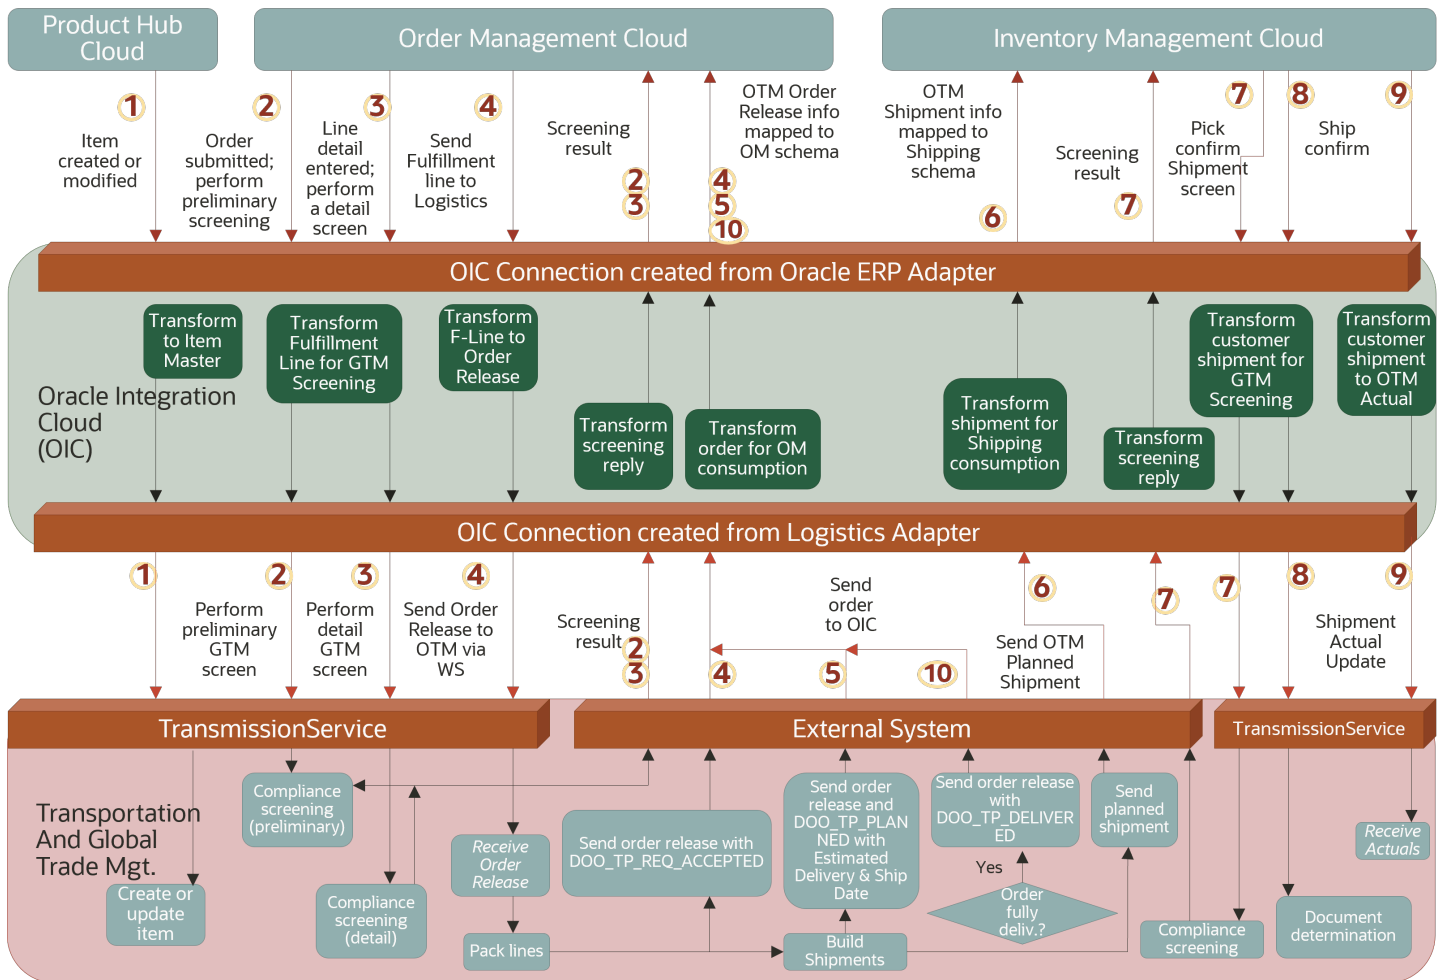 Product Hub
Cloud
Order Management Cloud
Inventory Management Cloud
1
Item
created or
modified
2
Order
submitted;
perform
preliminary
screening
3
Line
detail
entered;
perform
a detail
screen
4
Send
Fulfillment
line to
Logistics
Screening
result
2
3
OTM Order
Release info
mapped to
OM schema
4
5
10
OTM
Shipment info
mapped to
Shipping
schema
6
Screening
result
7
7
Pick
confirm
Shipment
screen
8
Ship
confirm
9
OIC Connection created from Oracle ERP Adapter
Transform
to Item
Master
Transform
Fulfillment
Line for GTM
Screening
Transform
F-Line to
Order
Release
Transform
screening
reply
Transform
order for OM
consumption
Transform
shipment for
Shipping
consumption
Transform
screening
reply
Transform
customer
shipment for
GTM
Screening
Transform
customer
shipment
to OTM
Actual
Oracle Integration
Cloud
(OIC)
OIC Connection created from Logistics Adapter
1
2
Perform
preliminary
GTM
screen
3
Perform
detail
GTM
screen
4
Send Order
Release to
OTM via
WS
Screening
result
2
3
4
Send
order
to OIC
5
10
6
Send OTM
Planned
Shipment
7
7
8
9
Shipment
Actual
Update
TransmissionService
External System
TransmissionService
Transportation
And Global
Trade Mgt.
Create or
update
item
Compliance
screening
(preliminary)
Compliance
screening
(detail)
Receive
Order
Release
Pack lines
Send order release with
DOO_TP_REQ_ACCEPTED
Send order
release and
DOO_TP_PLAN
NED with
Estimated
Delivery & Ship
Date
Build
Shipments
Send order release
with
DOO_TP_DELIVER
ED
Yes
Order
fully
deliv.?
Send
planned
shipment
Compliance
screening
Document
determination
Receive
Actuals